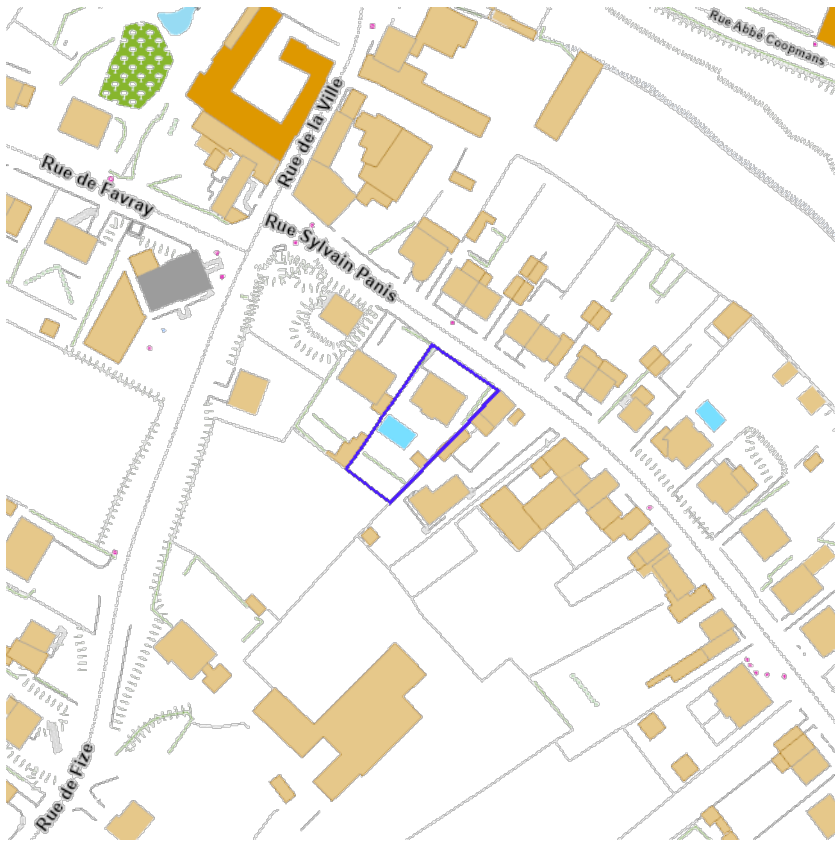 Rue Abbé Coopmans
Rue de la Ville
Rue de Favray
Rue Sylvain Panis
Rue de Fize